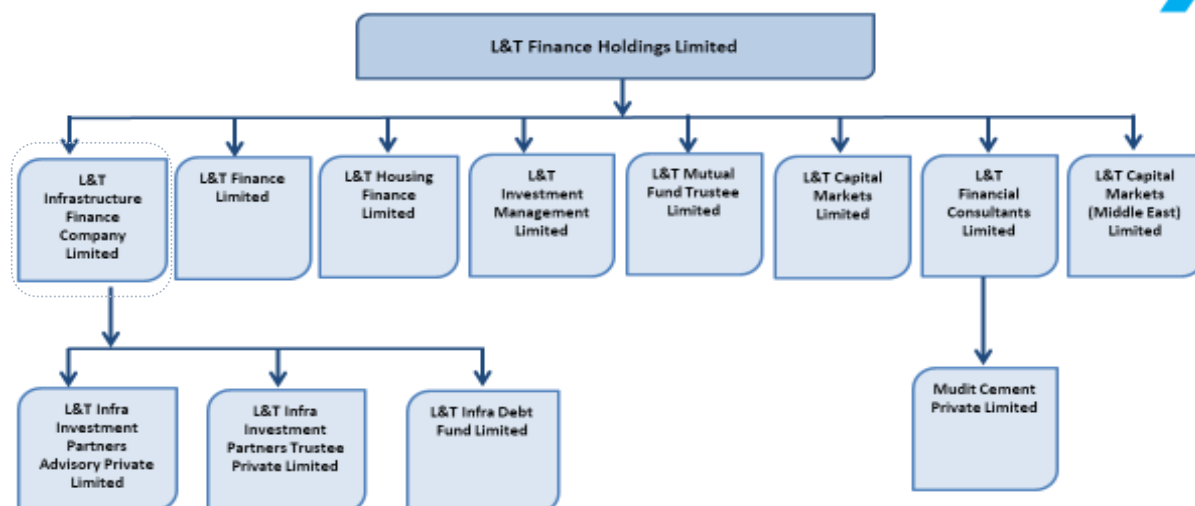 L&T Finance Holdings Limited
L&T
Infrastructure
Finance
Company
Limited
L&T Finance
Limited
L&T Housing
Finance
Limited
L&T
Investment
Management
Limited
L&T Mutual
Fund Trustee
Limited
L&T Capital
Markets
Limited
L&T
Financial
Consultants
Limited
L&T Capital
Markets
(Middle East)
Limited
L&T Infra
Investment
Partners
Advisory Private
Limited
L&T Infra
Investment
Partners Trustee
Private Limited
L&T Infra Debt
Fund Limited
Mudit Cement
Private Limited